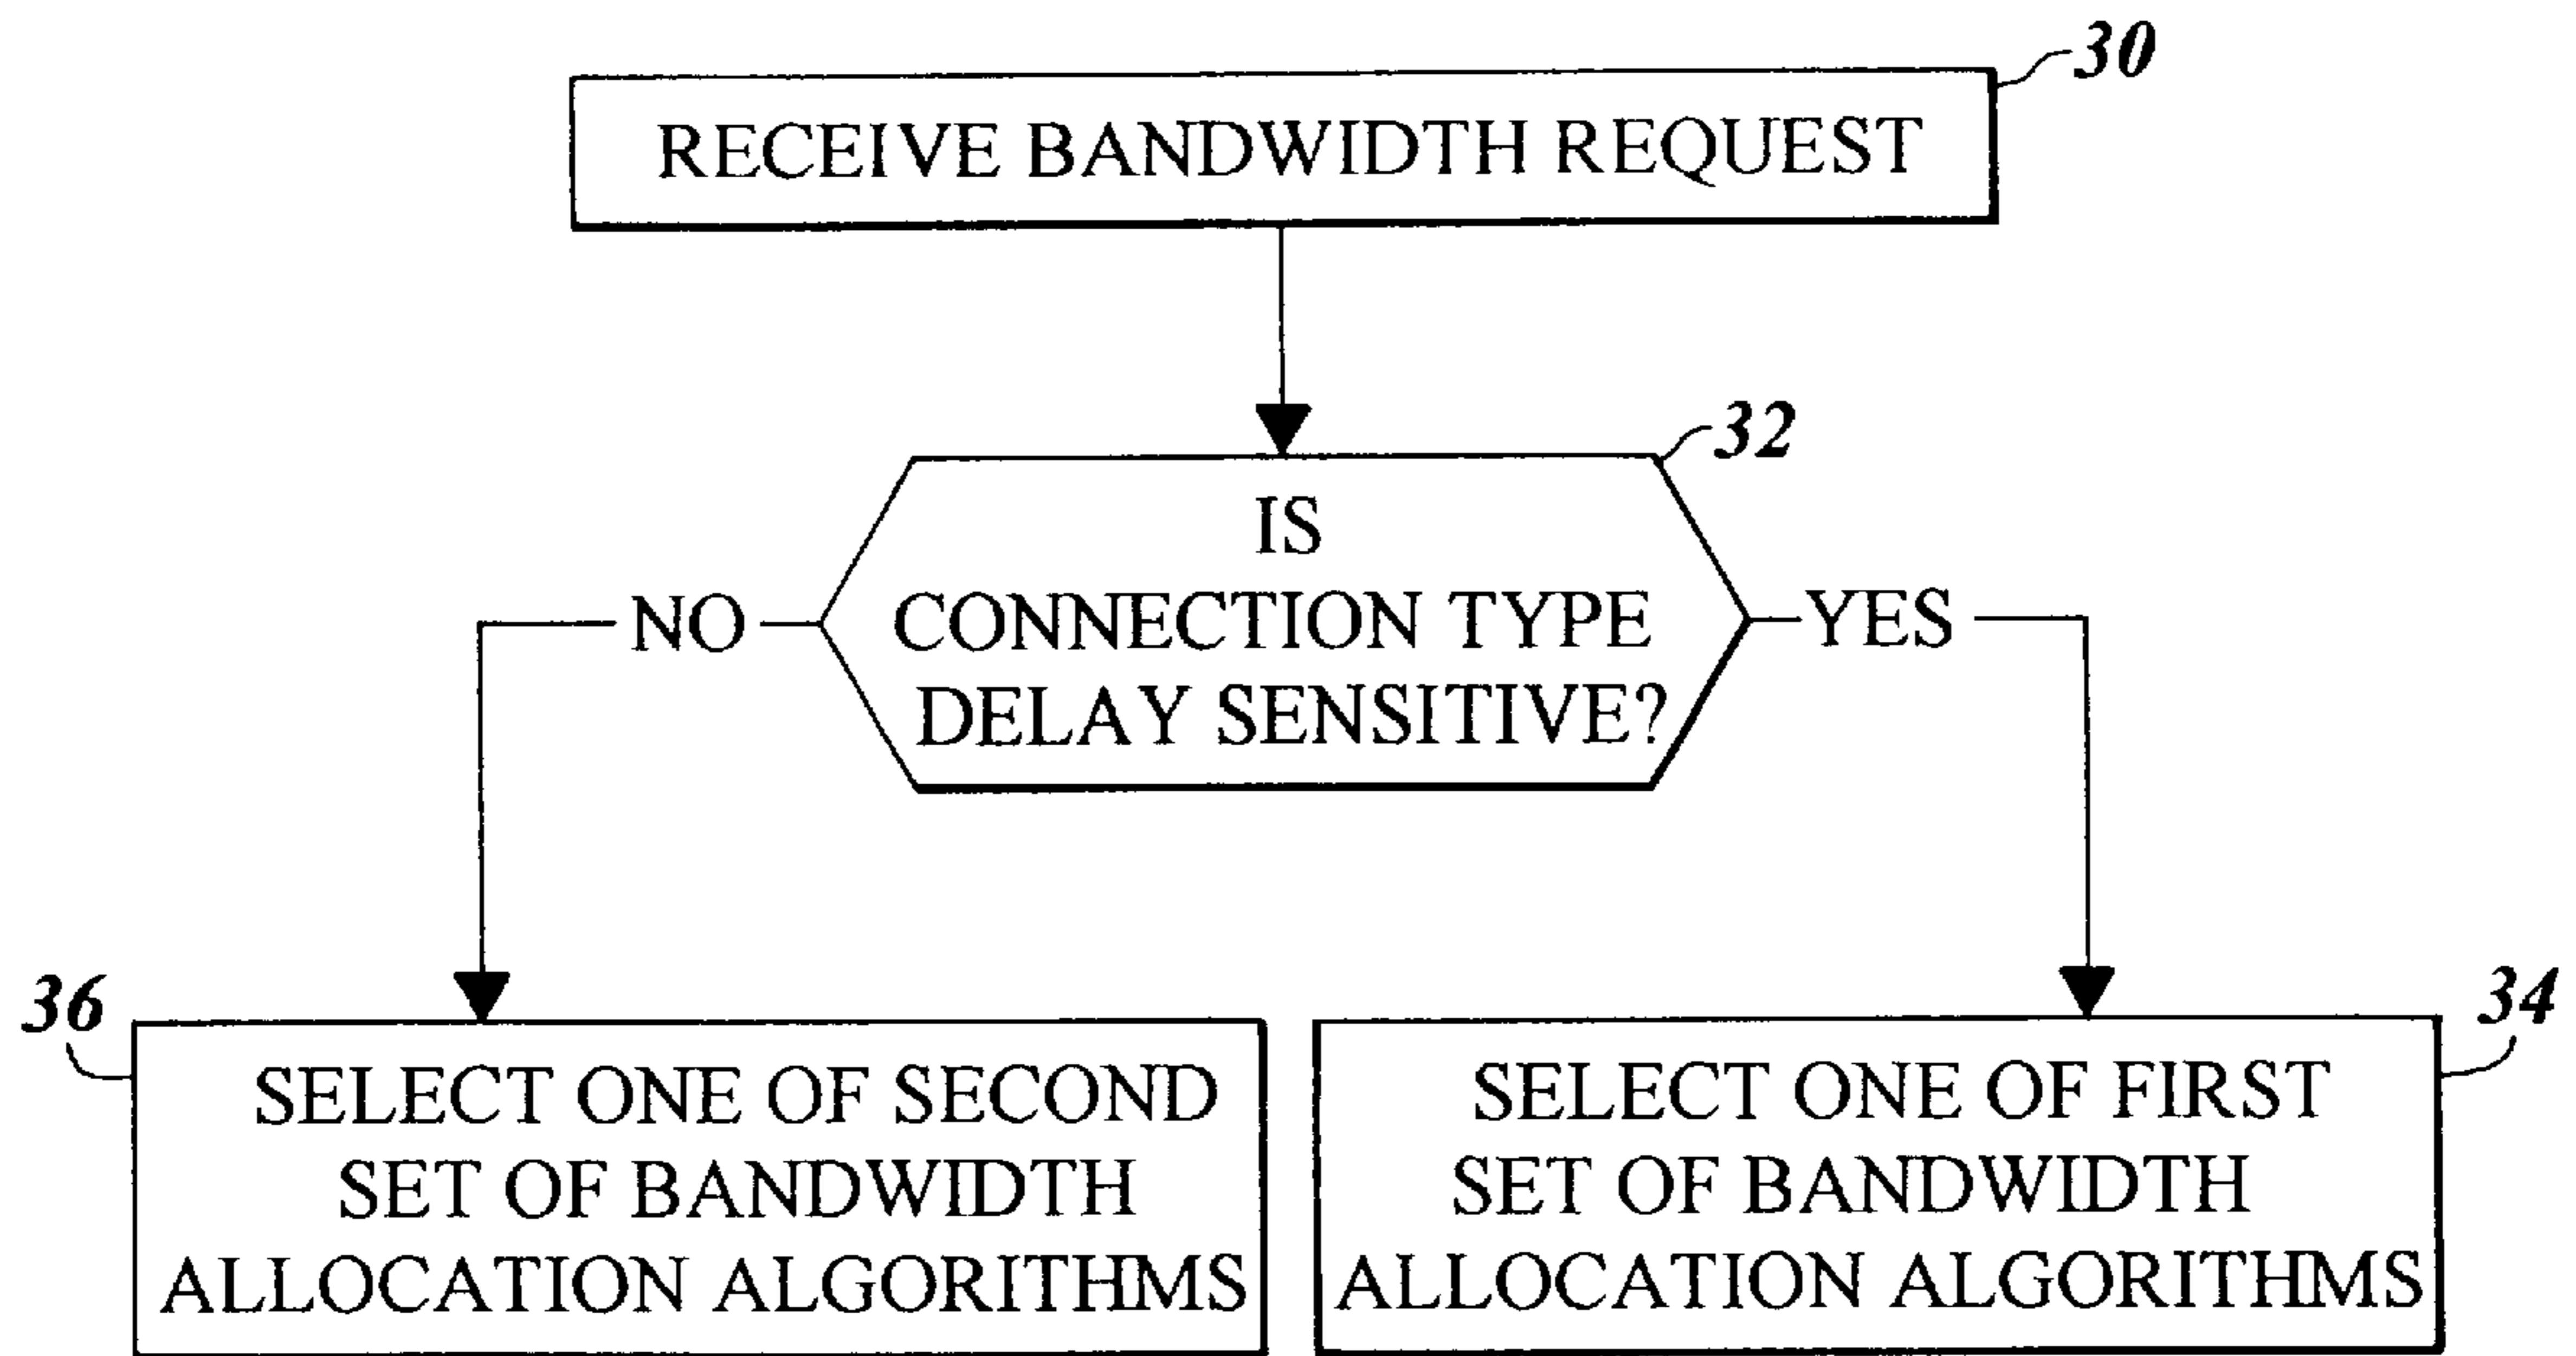 30
RECEIVE BANDWIDTH REQUEST
32
IS
CONNECTION TYPE
DELAY SENSITIVE?
NO
YES
36
SELECT ONE OF SECOND
SET OF BANDWIDTH
ALLOCATION ALGORITHMS
34
SELECT ONE OF FIRST
SET OF BANDWIDTH
ALLOCATION ALGORITHMS